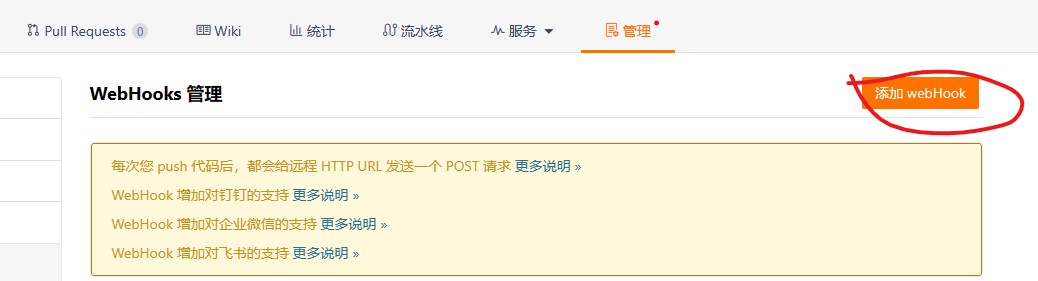 Pull Requests 0 Wiki 统计 流水线 服务 管理
WebHooks 管理
添加 webHook
每次您 push 代码后，都会给远程 HTTP URL 发送一个 POST 请求 更多说明 »
WebHook 增加对钉钉的支持 更多说明 »
WebHook 增加对企业微信的支持 更多说明 »
WebHook 增加对飞书的支持 更多说明 »